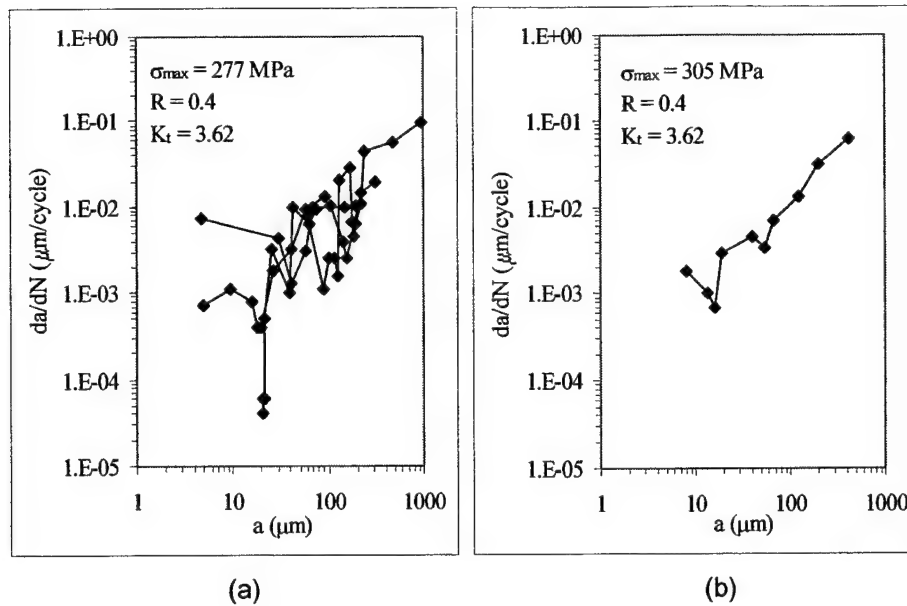 1.E+00
1.E-01
1.E-02
1.E-03
1.E-04
1.E-05
da/dN (μm/cycle)
σmax = 277 MPa
R = 0.4
Kt = 3.62
1 10 100 1000
a (μm)
(a)
1.E+00
1.E-01
1.E-02
1.E-03
1.E-04
1.E-05
da/dN (μm/cycle)
σmax = 305 MPa
R = 0.4
Kt = 3.62
1 10 100 1000
a (μm)
(b)